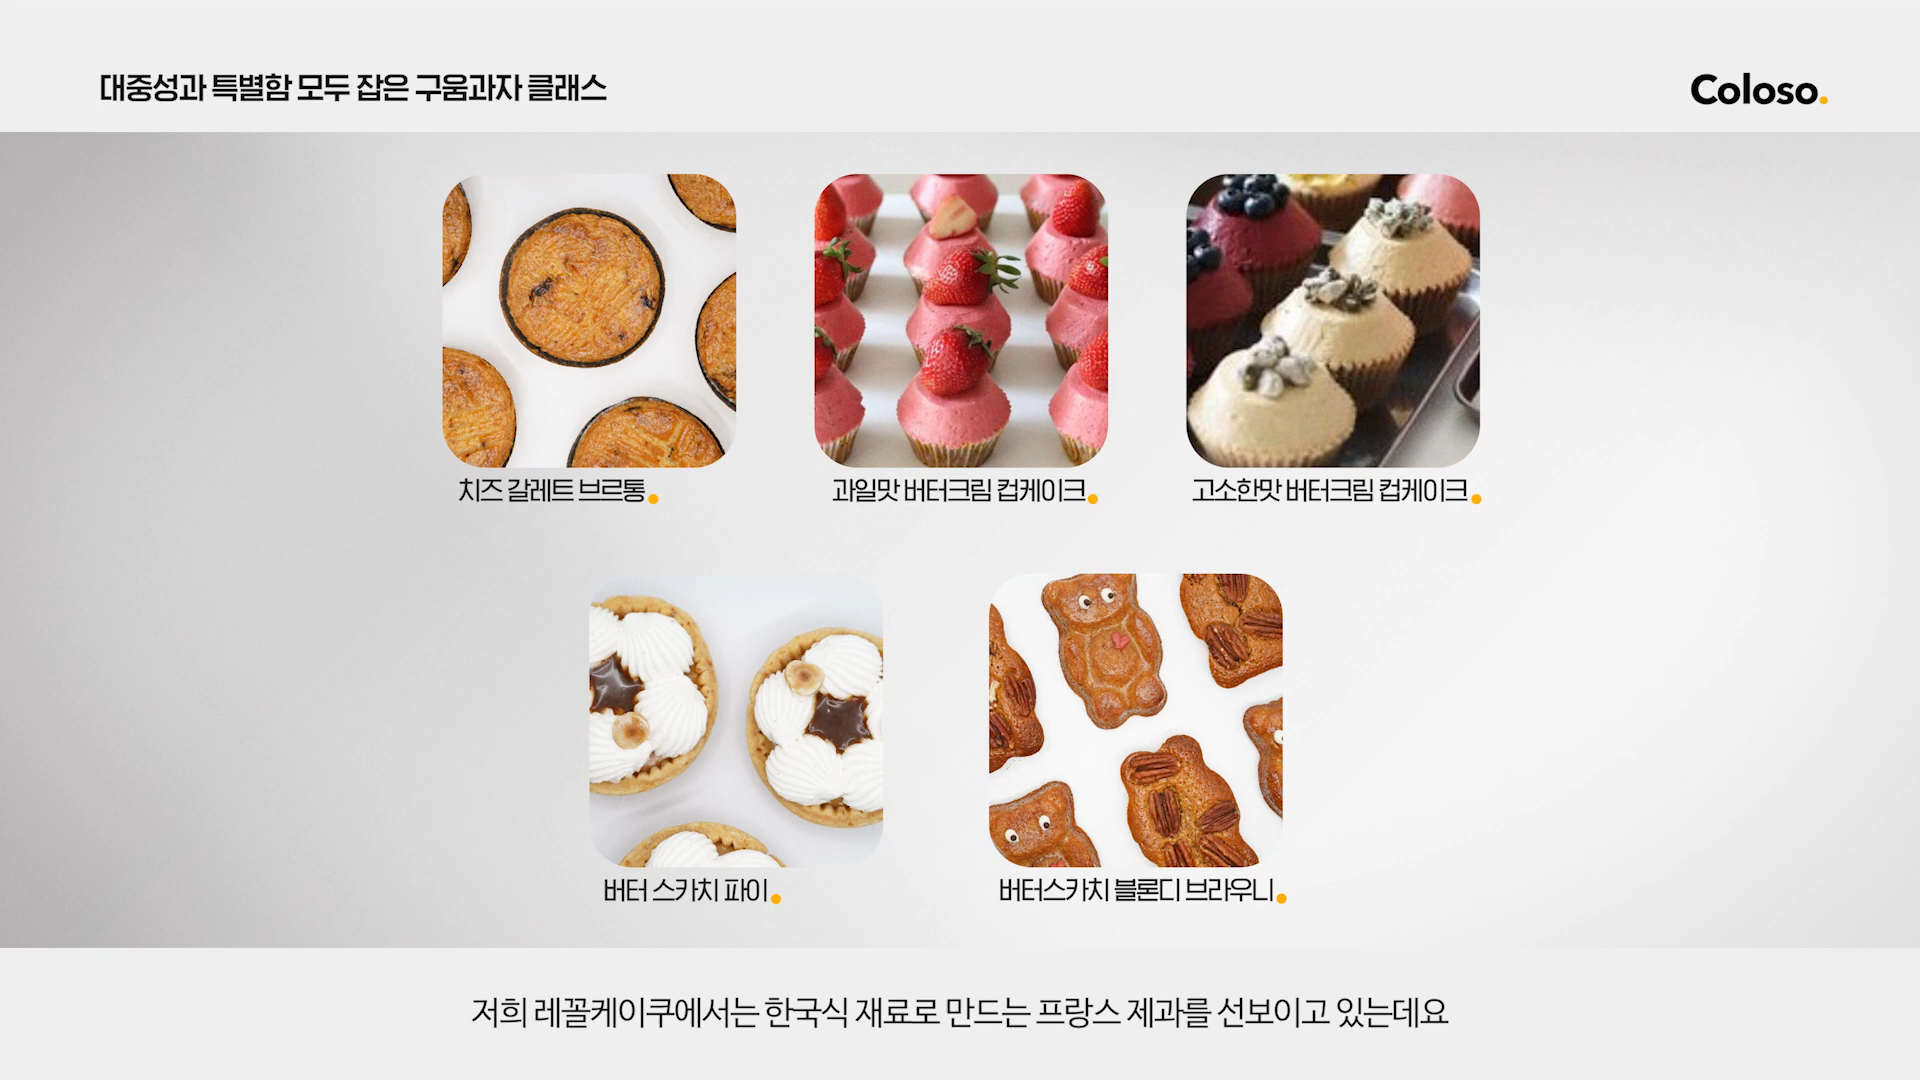 대중성과 특별함 모두 잡은 구움과자 클래스
Coloso.
치즈 갈레트 브르통.
과일맛 버터크림 컵케이크.
고소한맛 버터크림 컵케이크.
버터 스카치 파이.
버터스카치 블론디 브라우니.
저희 레꼴케이쿠에서는 한국식 재료로 만드는 프랑스 제과를 선보이고 있는데요